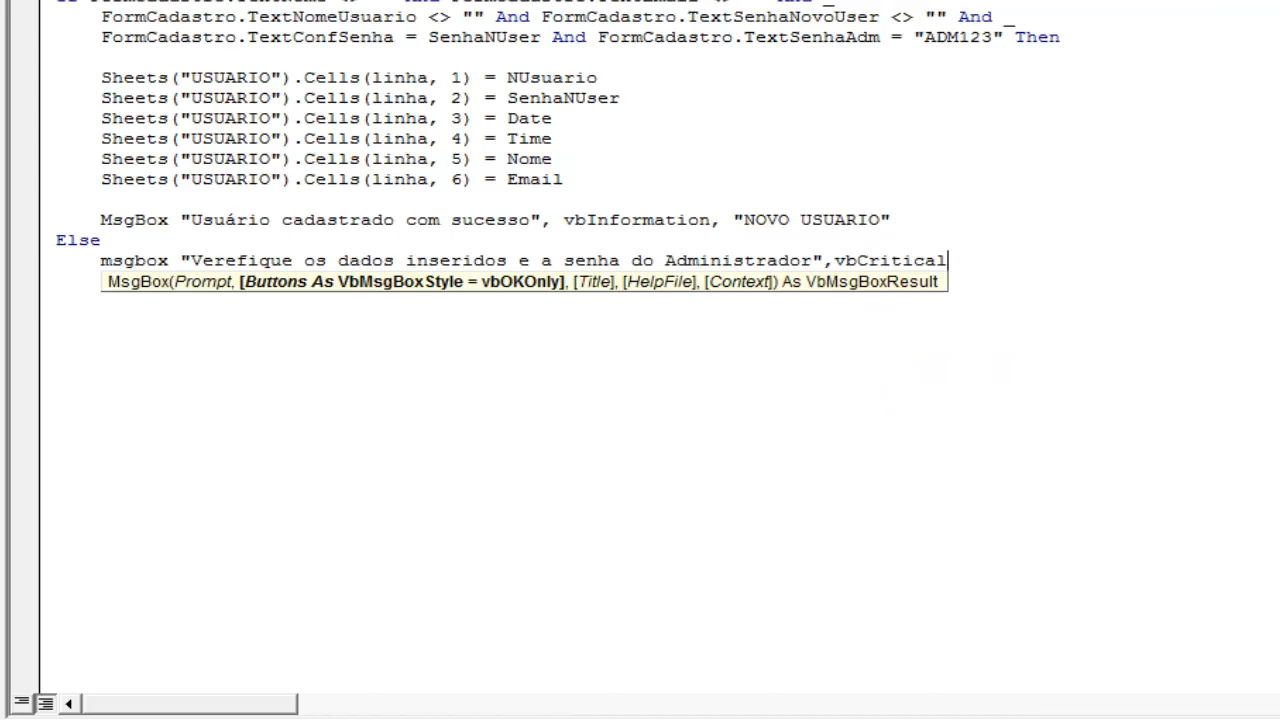 FormCadastro.TextNomeUsuario <> "" And FormCadastro.TextSenhaNovoUser <> "" And _
FormCadastro.TextConfSenha = SenhaNUser And FormCadastro.TextSenhaAdm = "ADM123" Then
Sheets("USUARIO").Cells(linha, 1) = NUsuario
Sheets("USUARIO").Cells(linha, 2) = SenhaNUser
Sheets("USUARIO").Cells(linha, 3) = Date
Sheets("USUARIO").Cells(linha, 4) = Time
Sheets("USUARIO").Cells(linha, 5) = Nome
Sheets("USUARIO").Cells(linha, 6) = Email
MsgBox "Usuário cadastrado com sucesso", vbInformation, "NOVO USUARIO"
Else
msgbox "Verefique os dados inseridos e a senha do Administrador",vbCritical
MsgBox(Prompt, [Buttons As VbMsgBoxStyle = vbOKOnly], [Title], [HelpFile], [Context]) As VbMsgBoxResult